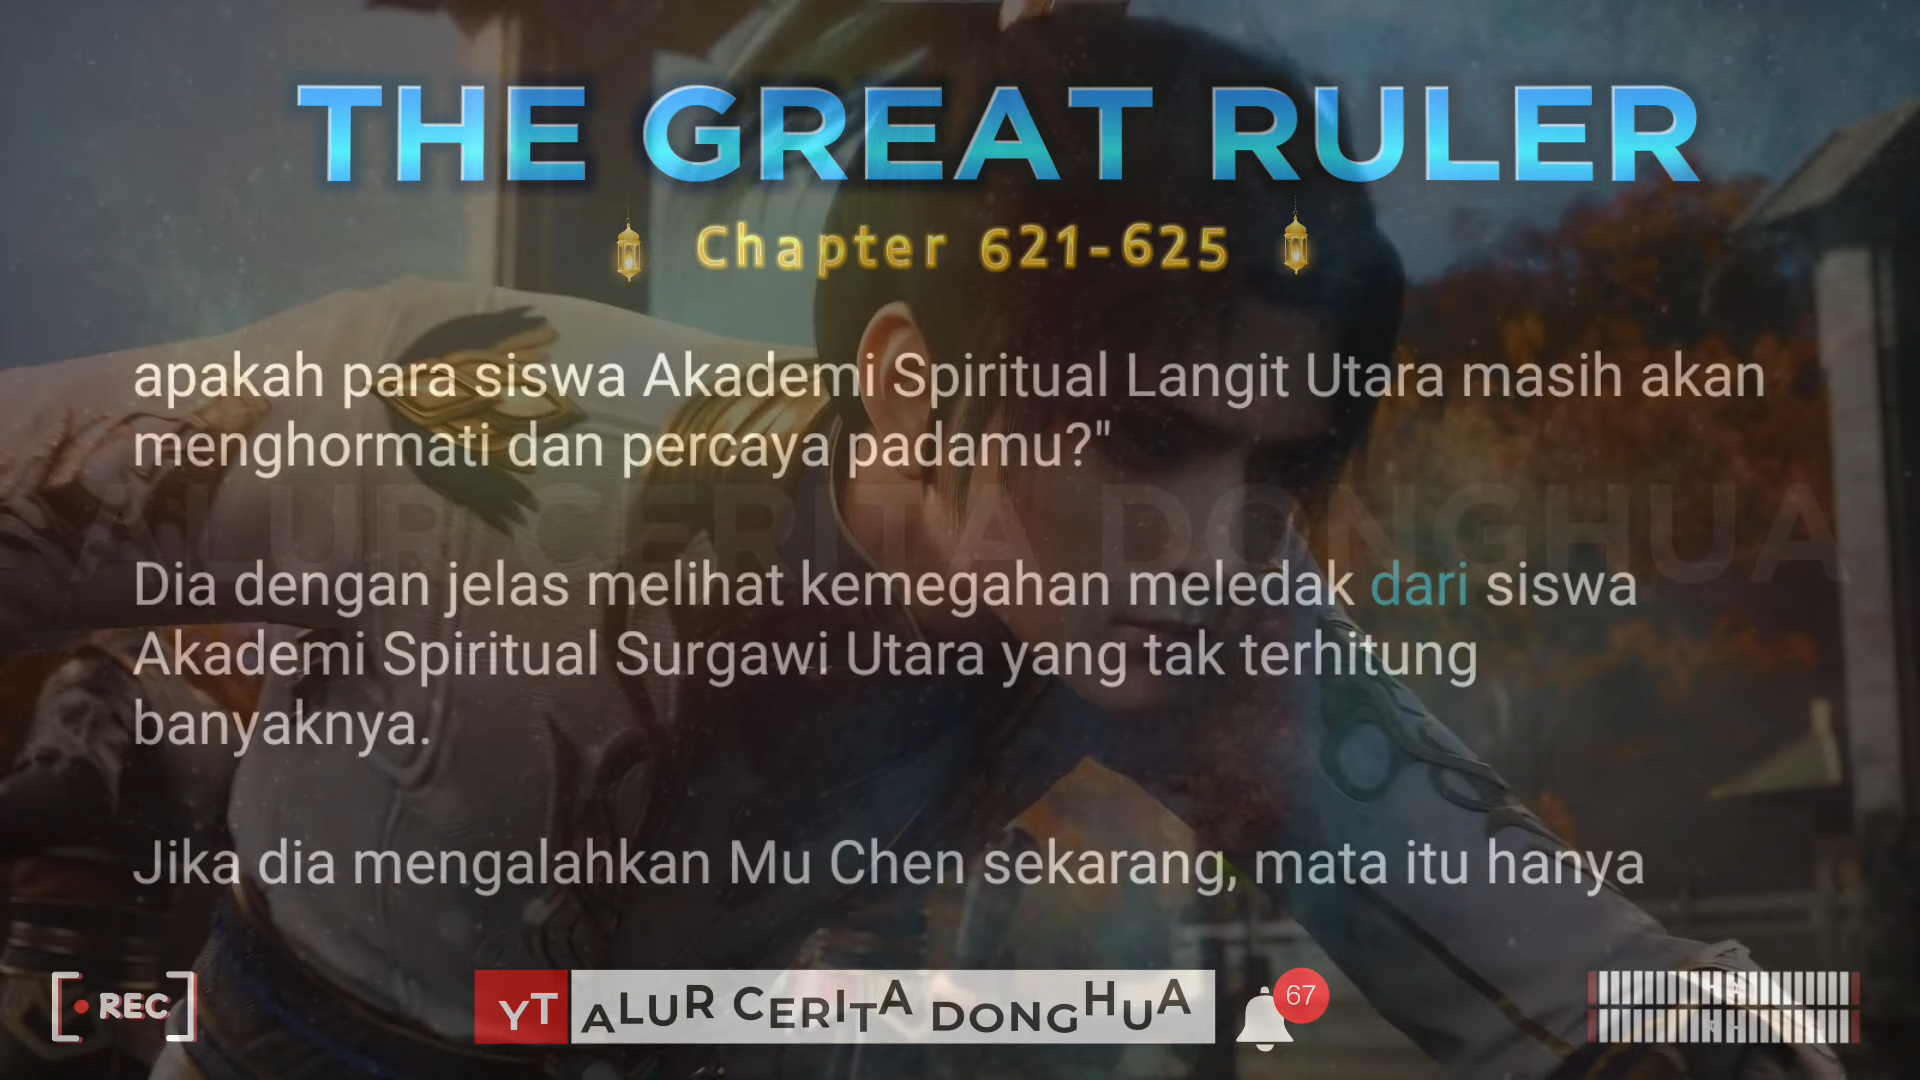 THE GREAT RULER
Chapter 621-625
apakah para siswa Akademi Spiritual Langit Utara masih akan
menghormati dan percaya padamu?"
ALUR CERITA DONGHUA
Dia dengan jelas melihat kemegahan meledak dari siswa
Akademi Spiritual Surgawi Utara yang tak terhitung
banyaknya.
Jika dia mengalahkan Mu Chen sekarang, mata itu hanya
REC
YT ALUR CERITA DONGHUA
67